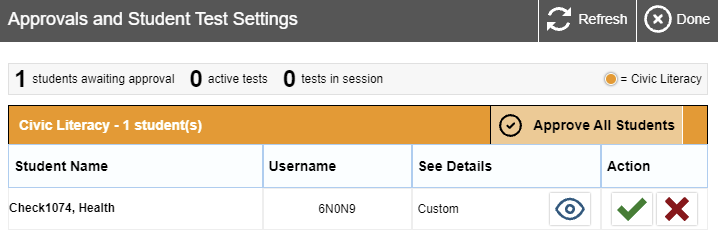 Approvals and Student Test Settings Refresh Done
1 students awaiting approval 0 active tests 0 tests in session = Civic Literacy
Civic Literacy - 1 student(s) Approve All Students
Student Name Username See Details Action
Check1074, Health 6N0N9 Custom